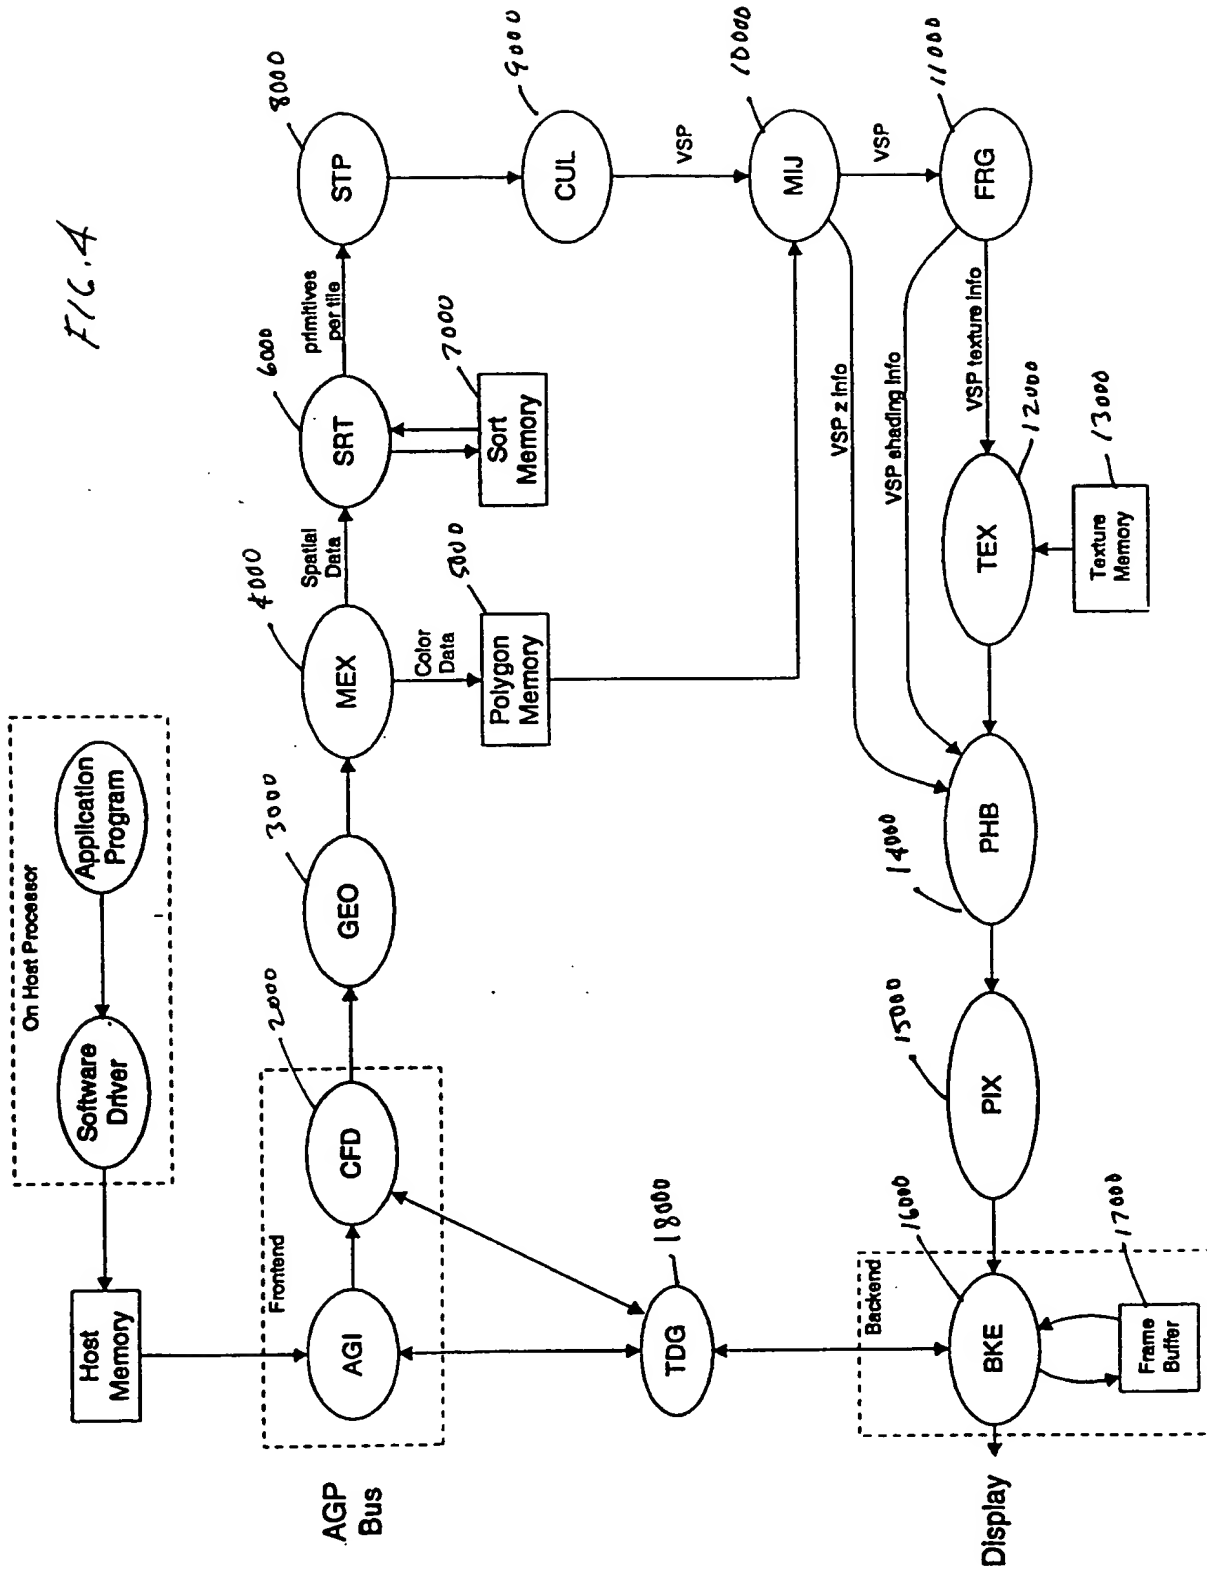 FIG.4
On Host Processor
Application
Program
Software
Driver
Host
Memory
AGP
Bus
Frontend
AGI
CFD
2000
GEO
3000
MEX
4000
Spatial
Data
Color
Data
Polygon
Memory
5000
SRT
6000
Sort
Memory
7000
primitives
per tile
STP
8000
CUL
9000
VSP
MIJ
10000
VSP
FRG
11000
VSP z info
VSP shading info
VSP texture info
TEX
12000
Texture
Memory
13000
PHB
14000
PIX
15000
TDG
18000
Backend
BKE
16000
Frame
Buffer
17000
Display